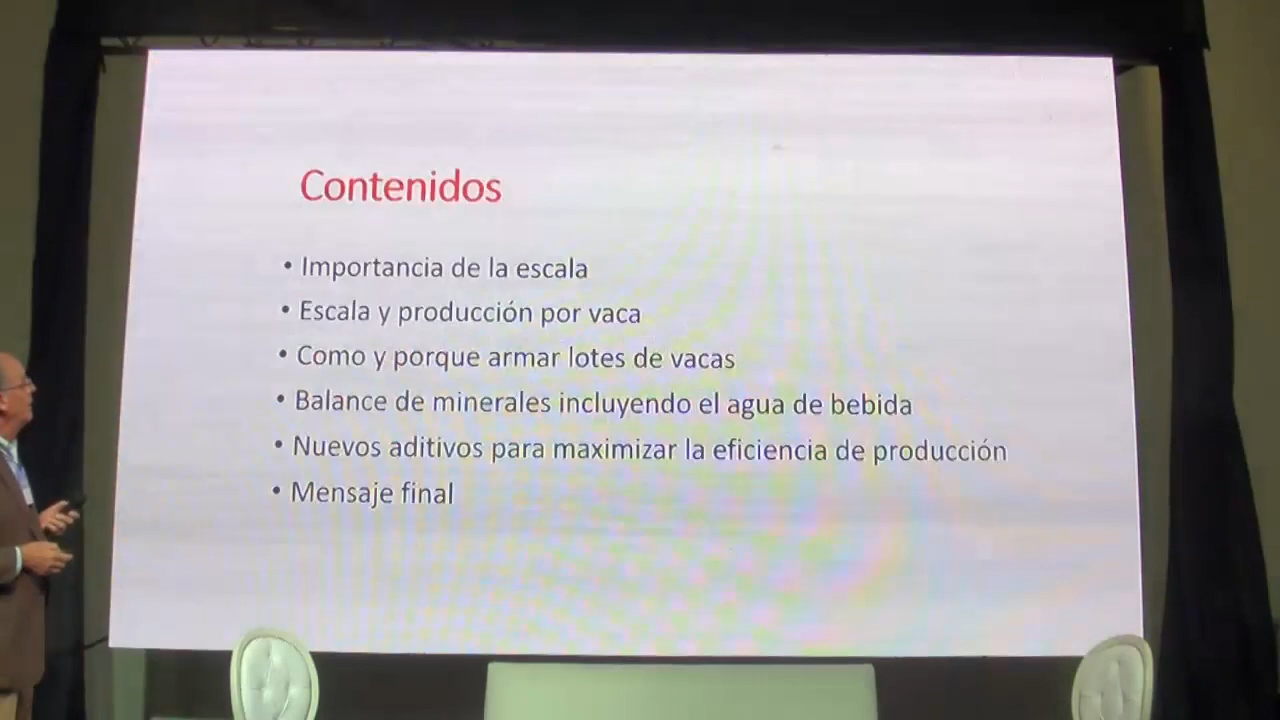 Contenidos
• Importancia de la escala
• Escala y producción por vaca
• Como y porque armar lotes de vacas
• Balance de minerales incluyendo el agua de bebida
• Nuevos aditivos para maximizar la eficiencia de producción
• Mensaje final